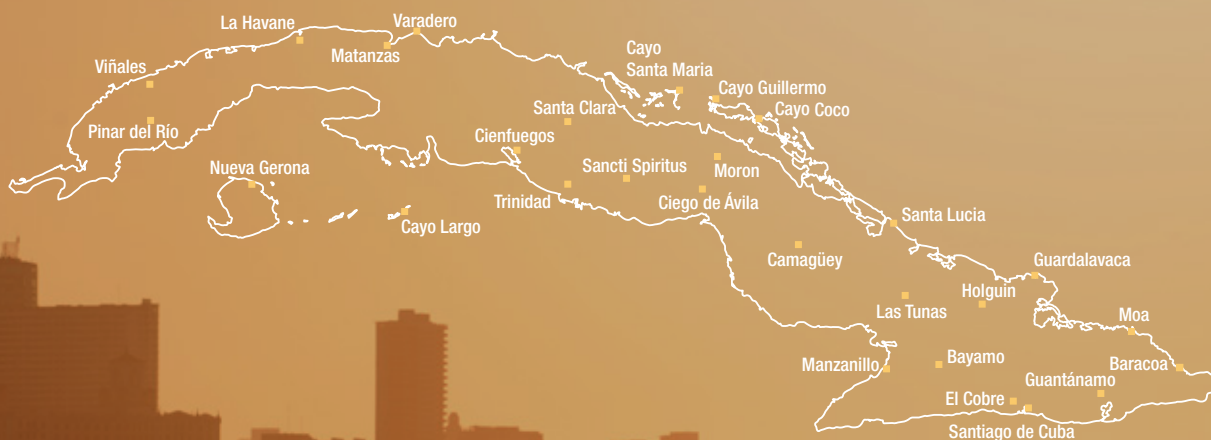 La Havane
Varadero
Matanzas
Viñales
Pinar del Río
Nueva Gerona
Cayo Largo
Cayo
Santa Maria
Cayo Guillermo
Cayo Coco
Santa Clara
Cienfuegos
Sancti Spiritus
Moron
Trinidad
Ciego de Ávila
Santa Lucia
Camagüey
Guardalavaca
Holguin
Las Tunas
Moa
Manzanillo
Bayamo
Baracoa
Guantánamo
El Cobre
Santiago de Cuba